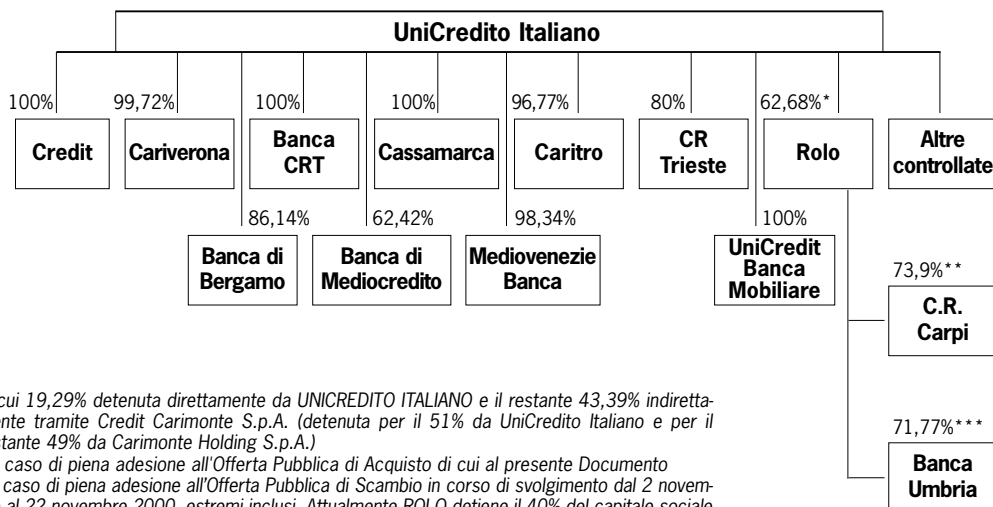 UniCredito Italiano
100% 99,72% 100% 100% 96,77% 80% 62,68%*
Credit Cariverona Banca CRT Cassamarca Caritro CR Trieste Rolo Altre controllate
86,14% 62,42% 98,34% 100%
Banca di Bergamo Banca di Mediocredito Mediovenezie Banca UniCredit Banca Mobiliare
73,9%**
C.R.
Carpi
71,77%***
Banca
Umbria
cui 19,29% detenuta direttamente da UNICREDITO ITALIANO e il restante 43,39% indiretta-
nte tramite Credit Carimonte S.p.A. (detenuta per il 51% da UniCredito Italiano e per il
stante 49% da Carimonte Holding S.p.A.)
caso di piena adesione all'Offerta Pubblica di Acquisto di cui al presente Documento
caso di piena adesione all'Offerta Pubblica di Scambio in corso di svolgimento dal 2 novem-
al 22 novembre 2000, estremi inclusi. Attualmente ROLO detiene il 40% del capitale sociale